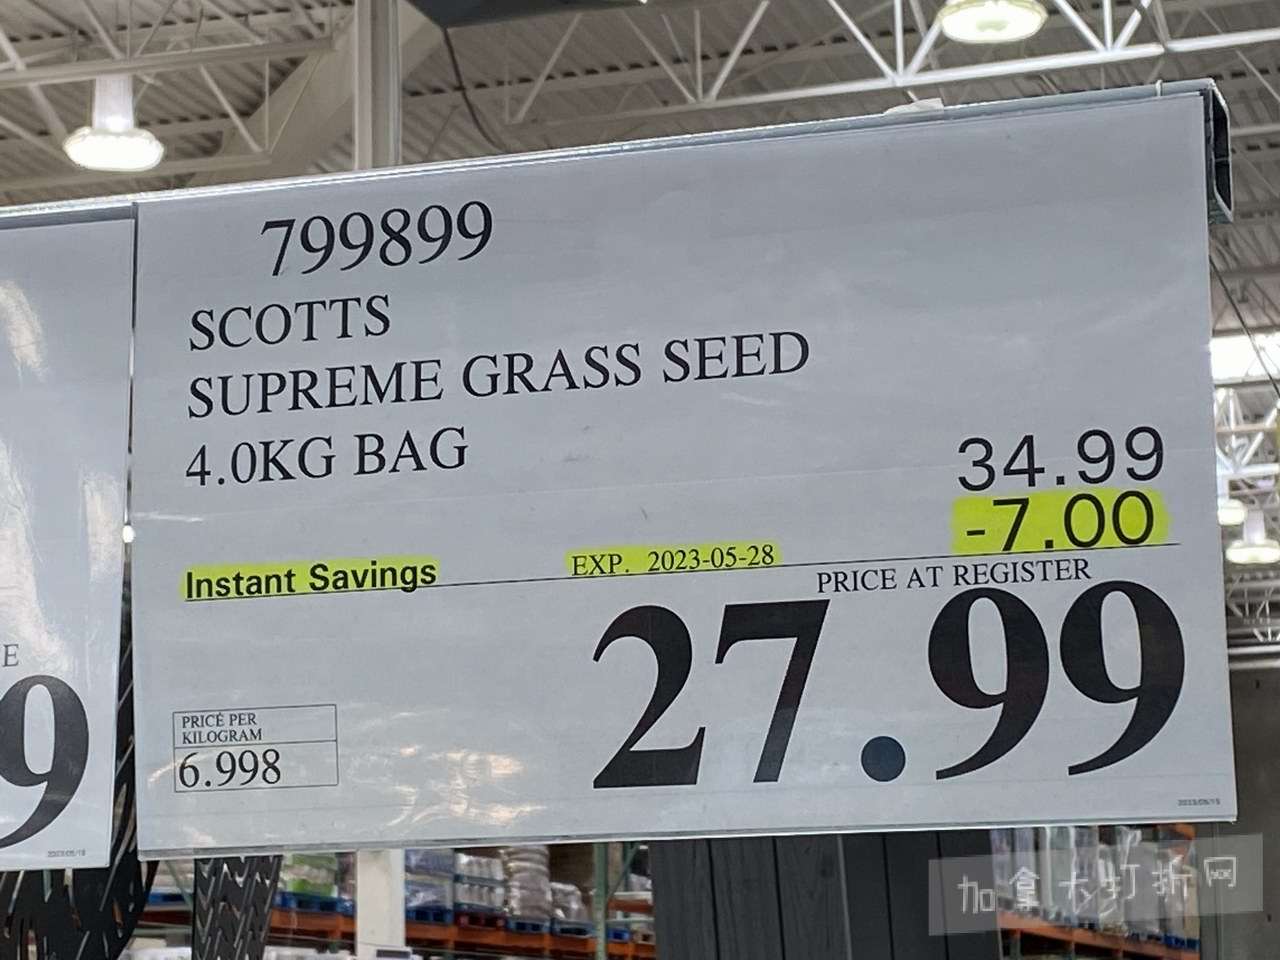 799899
SCOTTS
SUPREME GRASS SEED
4.0KG BAG
34.99
-7.00
Instant Savings
EXP. 2023-05-28
PRICE AT REGISTER
27.99
PRICE PER
KILOGRAM
6.998
E
9
加拿大打折网